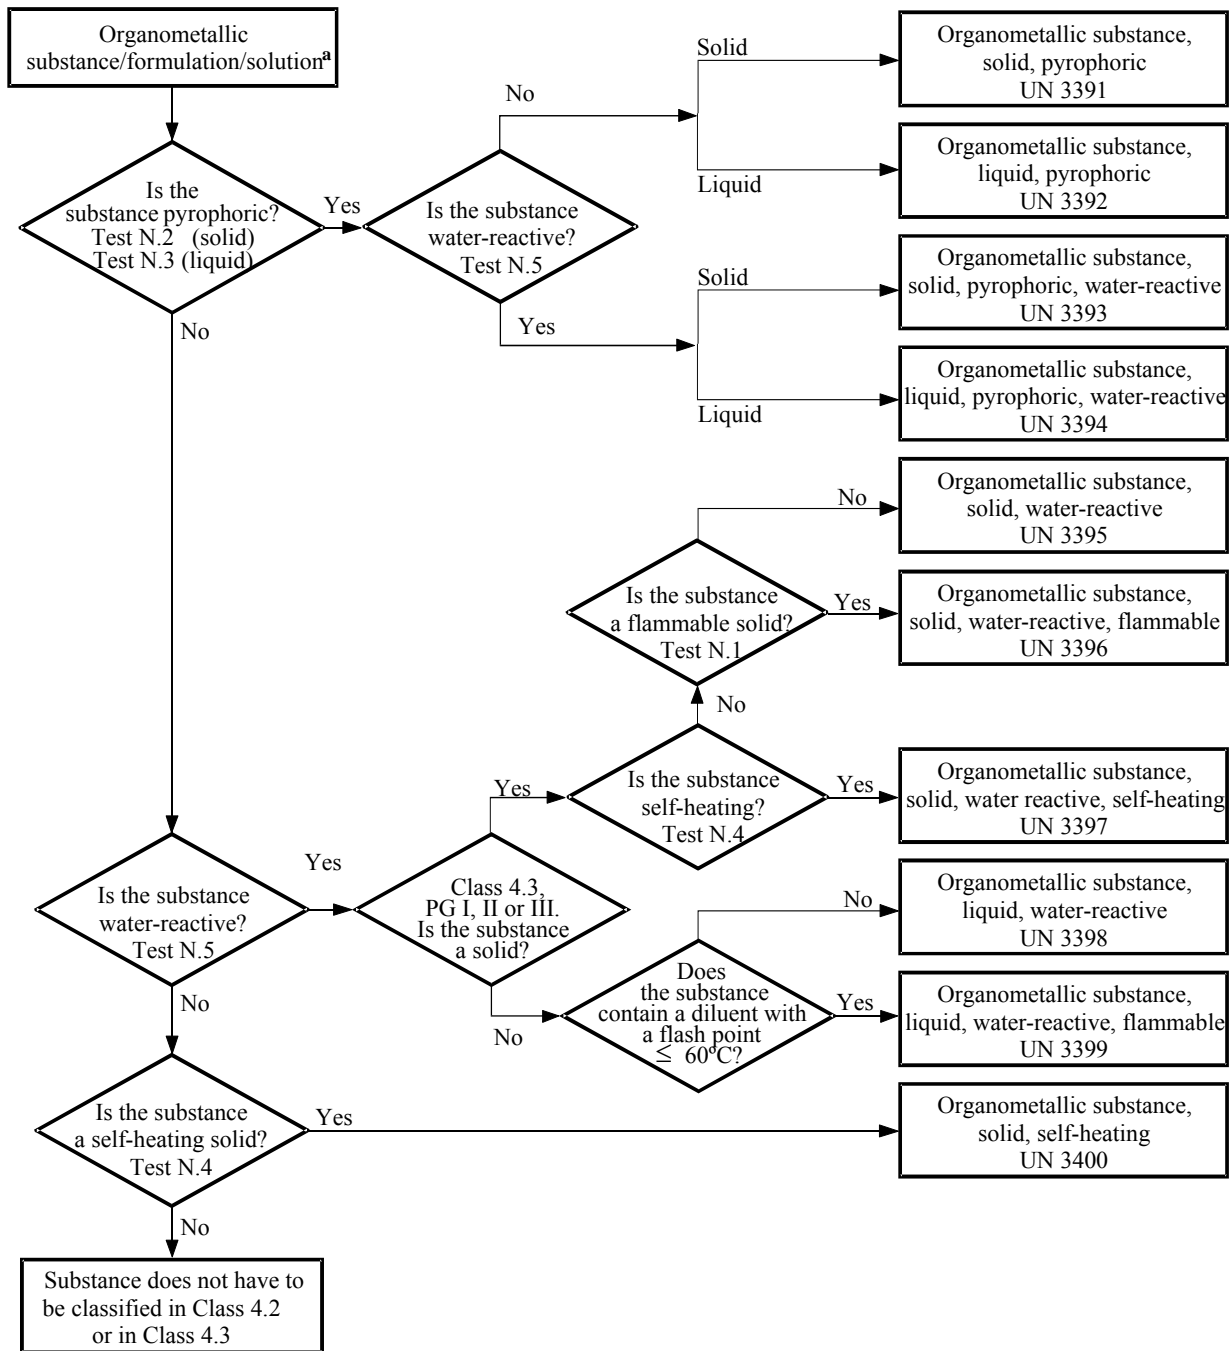 Organometallic
substance/formulation/solutionª
Is the
substance pyrophoric?
Test N.2 (solid)
Test N.3 (liquid)
Yes
No
Is the substance
water-reactive?
Test N.5
No
Yes
Solid
Liquid
Organometallic substance,
solid, pyrophoric
UN 3391
Organometallic substance,
liquid, pyrophoric
UN 3392
Solid
Liquid
Organometallic substance,
solid, pyrophoric, water-reactive
UN 3393
Organometallic substance,
liquid, pyrophoric, water-reactive
UN 3394
No
Organometallic substance,
solid, water-reactive
UN 3395
Is the substance
a flammable solid?
Test N.1
Yes
Organometallic substance,
solid, water-reactive, flammable
UN 3396
No
Is the substance
self-heating?
Test N.4
Yes
Organometallic substance,
solid, water reactive, self-heating
UN 3397
Is the substance
water-reactive?
Test N.5
Yes
No
Class 4.3,
PG I, II or III.
Is the substance
a solid?
Yes
No
Does
the substance
contain a diluent with
a flash point
≤ 60ºC?
No
Yes
Organometallic substance,
liquid, water-reactive
UN 3398
Organometallic substance,
liquid, water-reactive, flammable
UN 3399
Is the substance
a self-heating solid?
Test N.4
Yes
Organometallic substance,
solid, self-heating
UN 3400
No
Substance does not have to
be classified in Class 4.2
or in Class 4.3